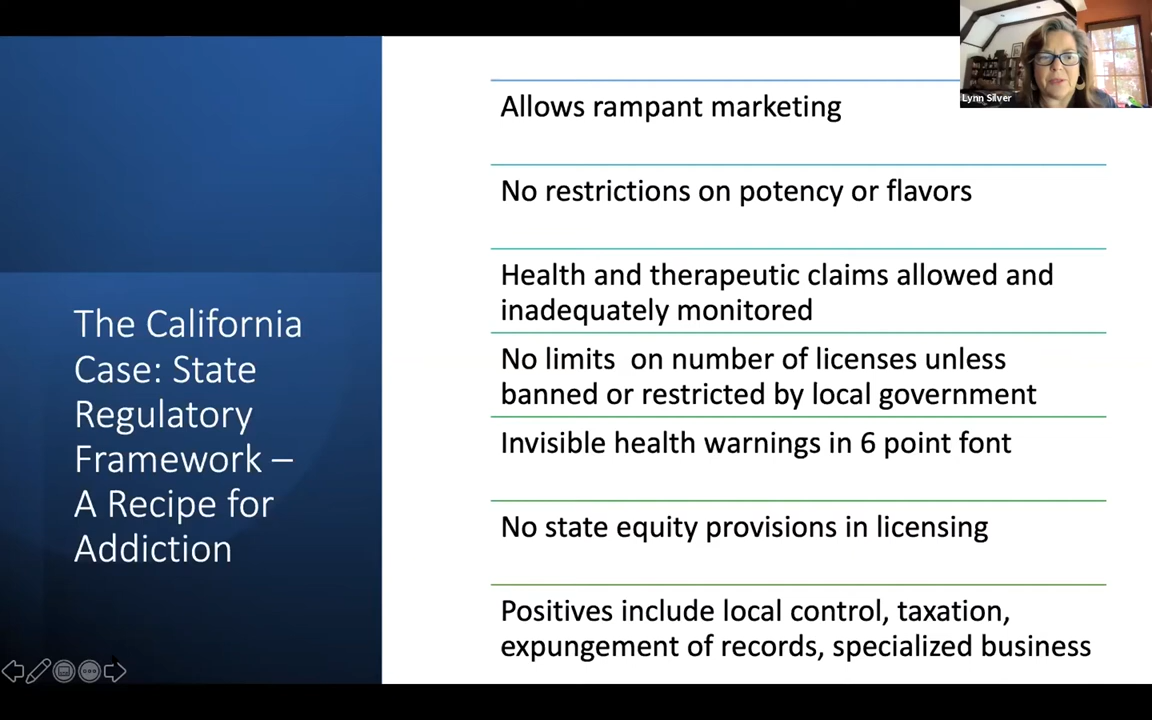 Lynn Silver
The California
Case: State
Regulatory
Framework –
A Recipe for
Addiction
Allows rampant marketing
No restrictions on potency or flavors
Health and therapeutic claims allowed and
inadequately monitored
No limits  on number of licenses unless
banned or restricted by local government
Invisible health warnings in 6 point font
No state equity provisions in licensing
Positives include local control, taxation,
expungement of records, specialized business